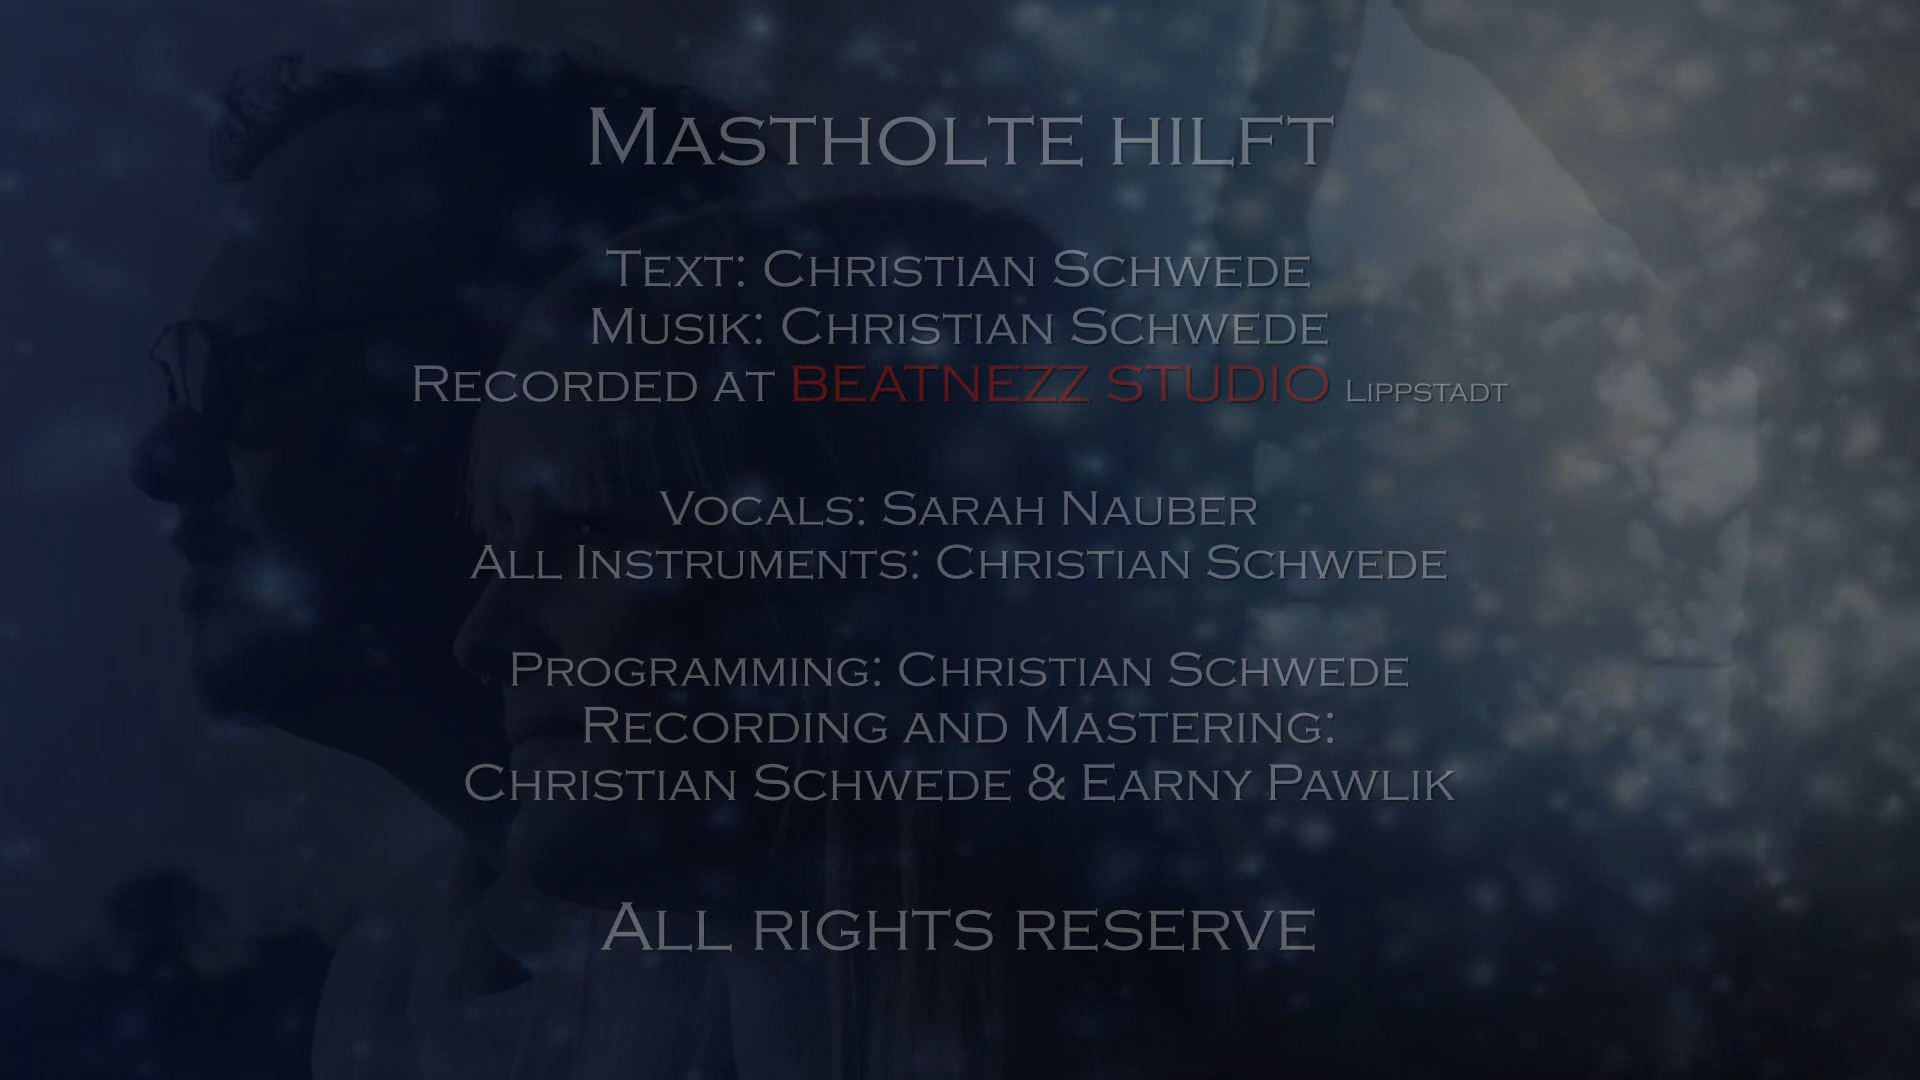 Mastholte hilft
Text: Christian Schwede
Musik: Christian Schwede
Recorded at BEATNEZZ STUDIO Lippstadt
Vocals: Sarah Nauber
All Instruments: Christian Schwede
Programming: Christian Schwede
Recording and Mastering:
Christian Schwede & Earny Pawlik
All rights reserve